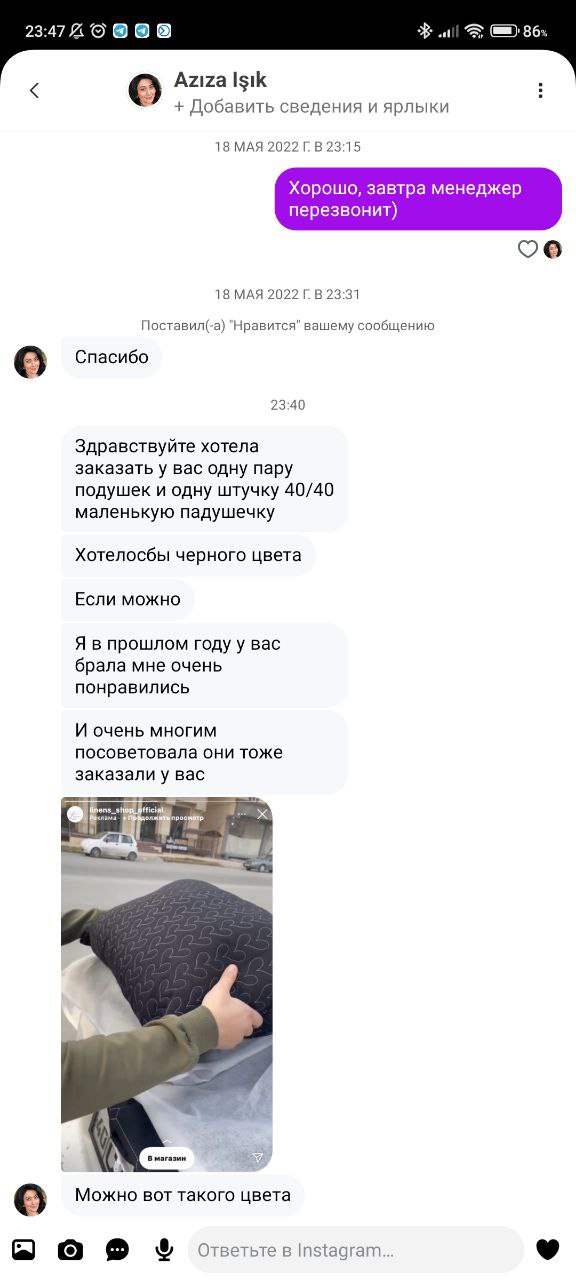 23:47
86%
Azıza Işık
+ Добавить сведения и ярлыки
18 МАЯ 2022 Г. В 23:15
Хорошо, завтра менеджер
перезвонит)
18 МАЯ 2022 Г. В 23:31
Поставил(-а) "Нравится" вашему сообщению
Спасибо
23:40
Здравствуйте хотела
заказать у вас одну пару
подушек и одну штучку 40/40
маленькую падушечку
Хотелосбы черного цвета
Если можно
Я в прошлом году у вас
брала мне очень
понравились
И очень многим
посоветовала они тоже
заказали у вас
linens_shop_official
Реклама · Продолжить просмотр
В магазин
Можно вот такого цвета
Ответьте в Instagram...